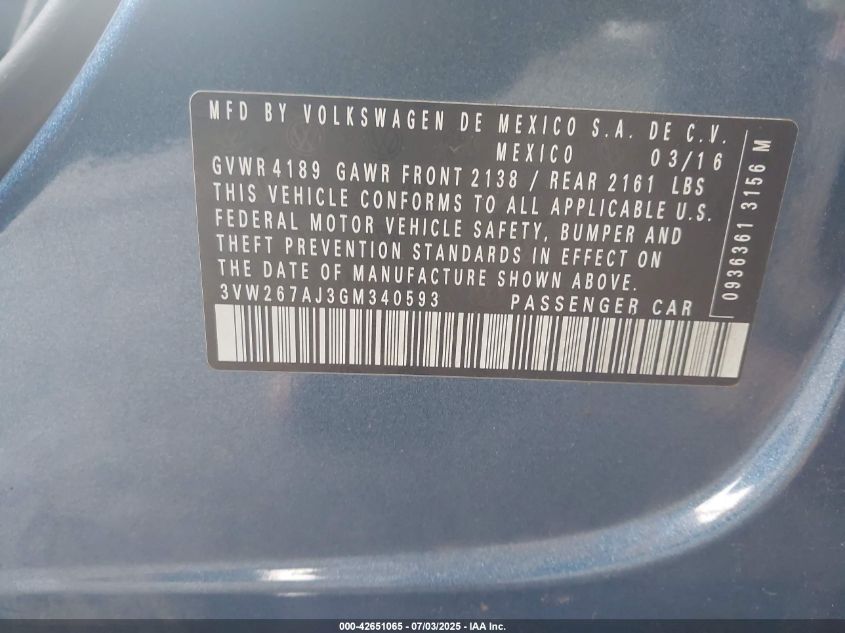 MFD BY VOLKSWAGEN DE MEXICO S.A. DE C.V.
MEXICO 03/16
GVWR 4189 GAWR FRONT 2138 / REAR 2161 LBS
THIS VEHICLE CONFORMS TO ALL APPLICABLE U.S.
FEDERAL MOTOR VEHICLE SAFETY, BUMPER AND
THEFT PREVENTION STANDARDS IN EFFECT ON
THE DATE OF MANUFACTURE SHOWN ABOVE.
3VW267AJ3GM340593 PASSENGER CAR
0936361 3156 M
000-42651065 - 07/03/2025 - IAA Inc.